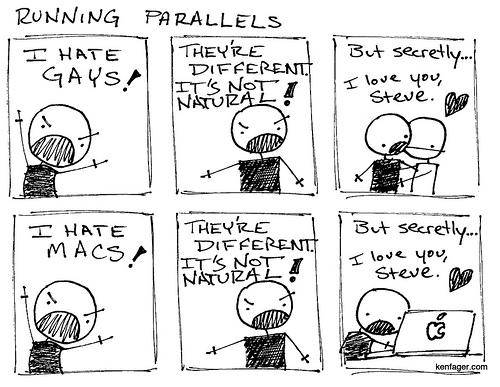 RUNNING PARALLELS
I HATE
GAYS!
THEY'RE
DIFFERENT.
IT'S NOT
NATURAL!
But secretly...
I love you,
Steve.
I HATE
MACS!
THEY'RE
DIFFERENT.
IT'S NOT
NATURAL!
But secretly...
I love you,
Steve.
kenfager.com